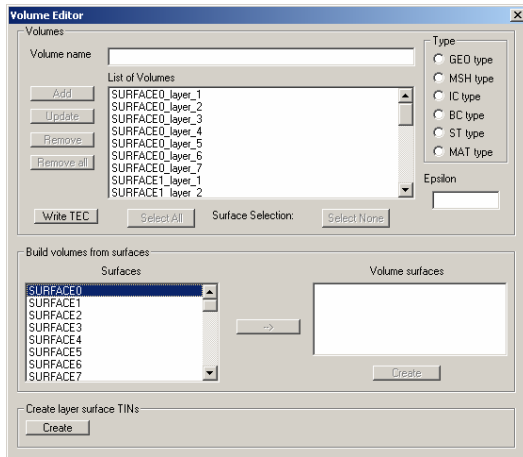 Volume Editor
Volumes
Volume name
Type
GEO type
MSH type
IC type
BC type
ST type
MAT type
List of Volumes
Add
Update
Remove
Remove all
SURFACE0_layer_1
SURFACE0_layer_2
SURFACE0_layer_3
SURFACE0_layer_4
SURFACE0_layer_5
SURFACE0_layer_6
SURFACE0_layer_7
SURFACE1_layer_1
SURFACE1_layer_2
Epsilon
Write TEC
Select All
Surface Selection:
Select None
Build volumes from surfaces
Surfaces
Volume surfaces
SURFACE0
SURFACE1
SURFACE2
SURFACE3
SURFACE4
SURFACE5
SURFACE6
SURFACE7
-->
Create
Create layer surface TINs
Create